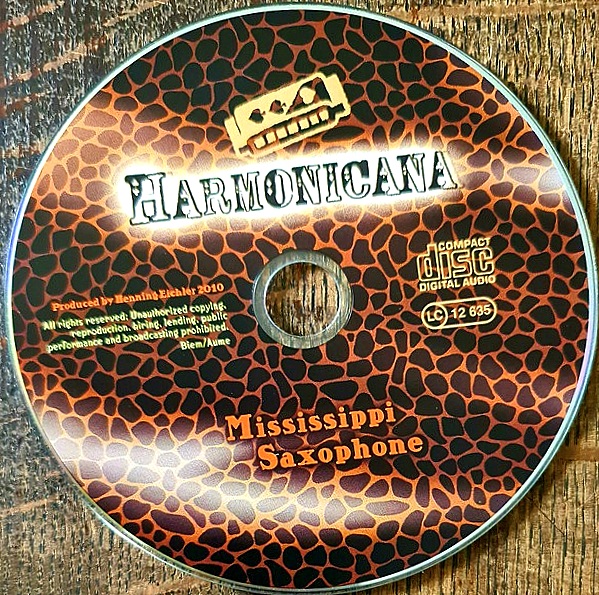 HARMONICANA
COMPACT
disc
DIGITAL AUDIO
LC 12 635
Produced by Henning Eichler 2010
All rights reserved: Unauthorized copying,
reproduction, hiring, lending, public
performance and broadcasting prohibited.
Biem/Aume
Mississippi
Saxophone